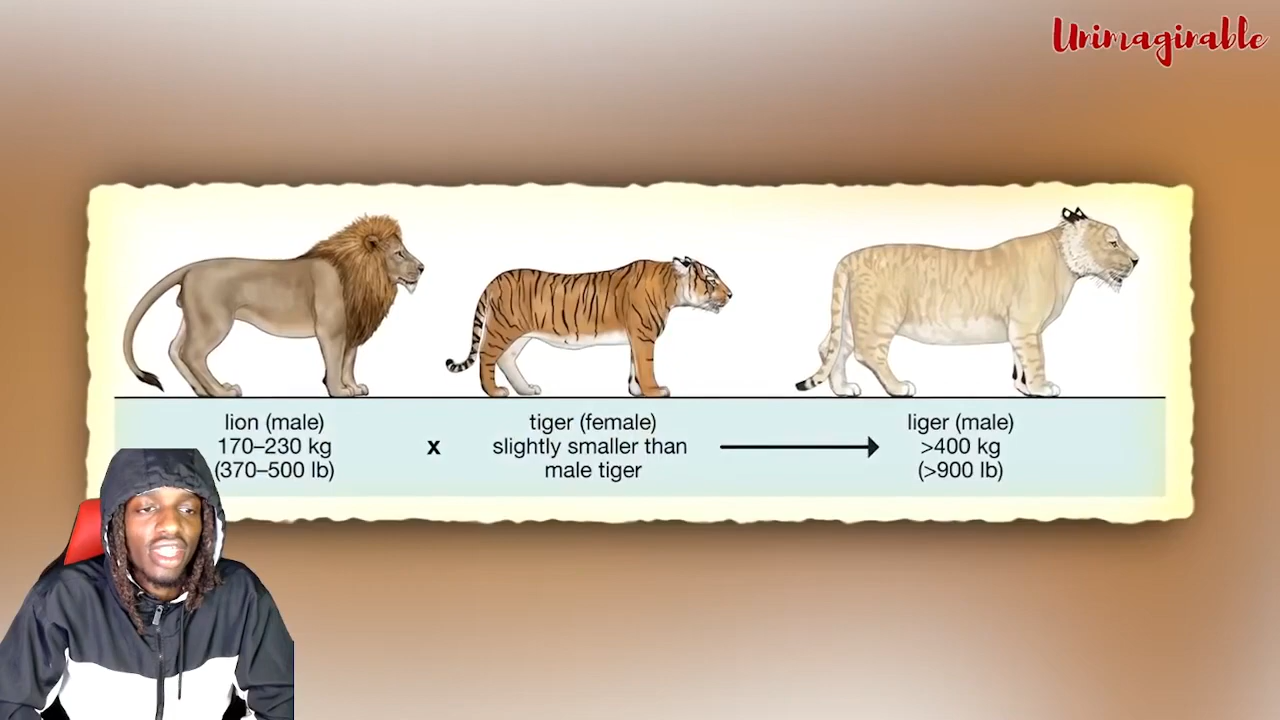 Unimaginable
lion (male)
170–230 kg
(370–500 lb)
x
tiger (female)
slightly smaller than
male tiger
liger (male)
>400 kg
(>900 lb)